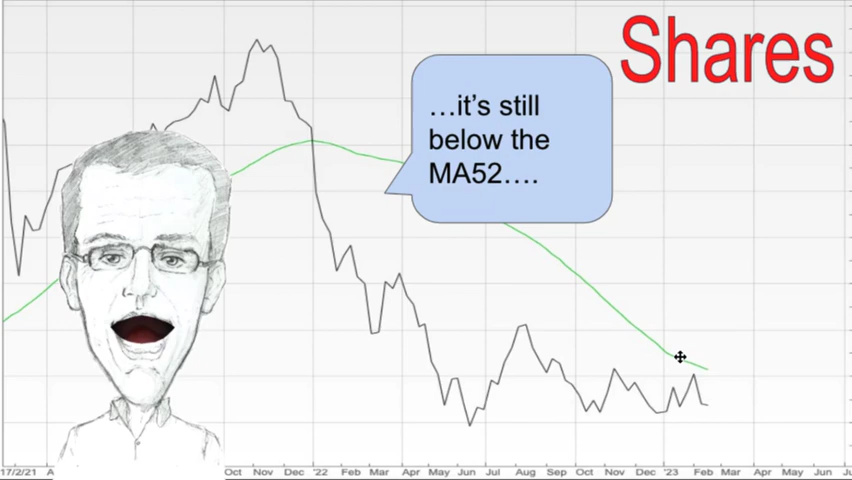 Shares
…it’s still
below the
MA52….
17/2/21 Oct Nov Dec '22 Feb Mar Apr May Jun Jul Aug Sep Oct Nov Dec '23 Feb Mar Apr May Jun